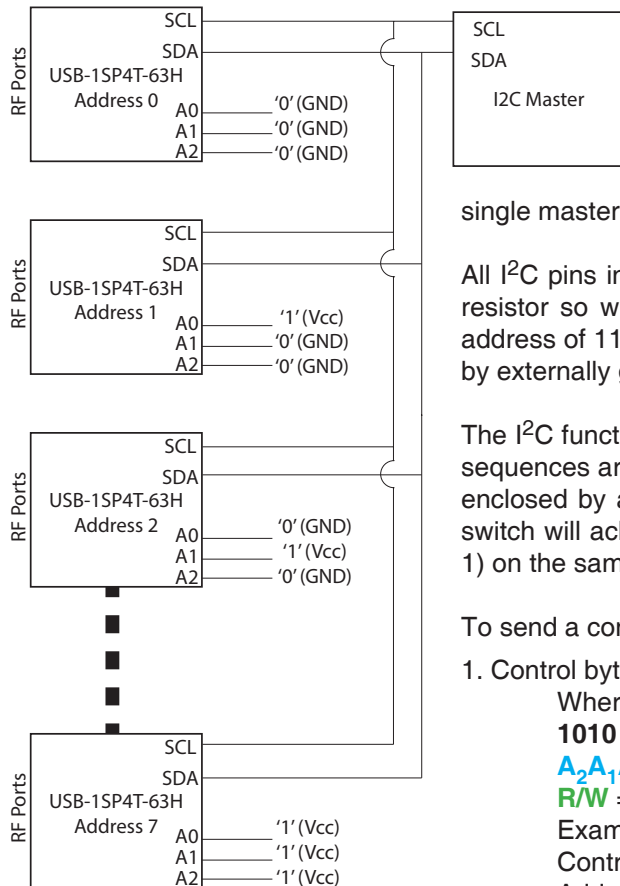 SCL
SDA
RF Ports
USB-1SP4T-63H
Address 0
A0 '0' (GND)
A1 '0' (GND)
A2 '0' (GND)
SCL
SDA
I2C Master
SCL
SDA
RF Ports
USB-1SP4T-63H
Address 1
A0 '1' (Vcc)
A1 '0' (GND)
A2 '0' (GND)
SCL
SDA
RF Ports
USB-1SP4T-63H
Address 2
A0 '0' (GND)
A1 '1' (Vcc)
A2 '0' (GND)
SCL
SDA
RF Ports
USB-1SP4T-63H
Address 7
A0 '1' (Vcc)
A1 '1' (Vcc)
A2 '1' (Vcc)
single master
All I²C pins in
resistor so w
address of 11
by externally
The I²C funct
sequences ar
enclosed by a
switch will ac
1) on the sam
To send a cor
1. Control byt
Wher
1010
A₂A₁
R/W =
Exam
Contr